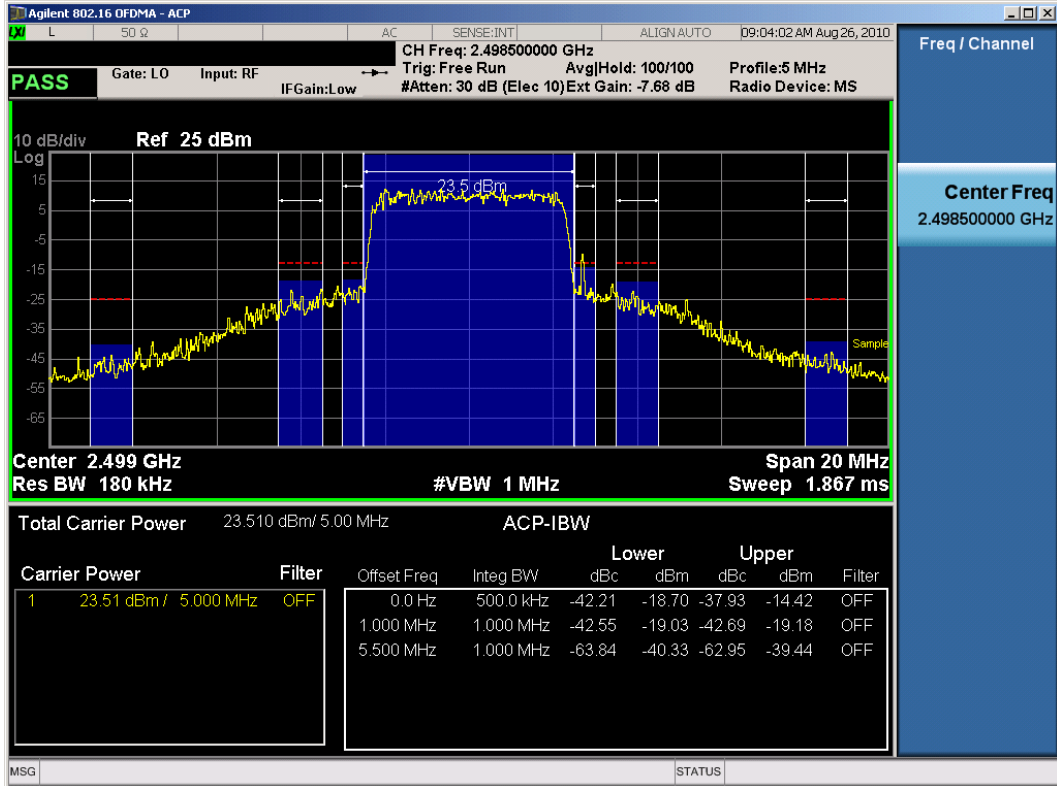 Agilent 802.16 OFDMA - ACP
LXI L 50 Ω AC SENSE:INT ALIGN AUTO 09:04:02 AM Aug 26, 2010
CH Freq: 2.498500000 GHz
Gate: LO Input: RF Trig: Free Run Avg|Hold: 100/100 Profile:5 MHz
PASS IFGain:Low #Atten: 30 dB (Elec 10) Ext Gain: -7.68 dB Radio Device: MS
Freq / Channel
Center Freq
2.498500000 GHz
10 dB/div Ref 25 dBm
Log
15
5
-5
-15
-25
-35
-45
-55
-65
23.5 dBm
Sample
Center 2.499 GHz Span 20 MHz
Res BW 180 kHz #VBW 1 MHz Sweep 1.867 ms
Total Carrier Power 23.510 dBm/ 5.00 MHz ACP-IBW
Lower Upper
Carrier Power Filter Offset Freq Integ BW dBc dBm dBc dBm Filter
1 23.51 dBm / 5.000 MHz OFF 0.0 Hz 500.0 kHz -42.21 -18.70 -37.93 -14.42 OFF
1.000 MHz 1.000 MHz -42.55 -19.03 -42.69 -19.18 OFF
5.500 MHz 1.000 MHz -63.84 -40.33 -62.95 -39.44 OFF
MSG STATUS